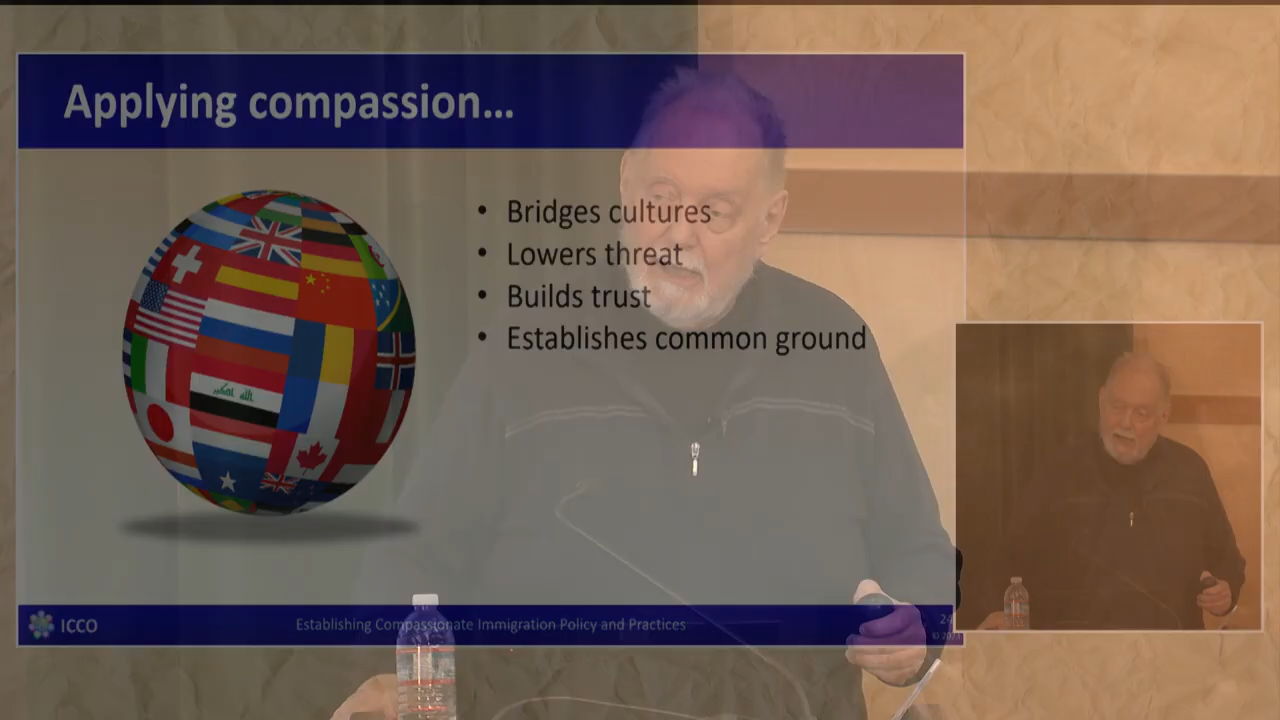 Applying compassion...
• Bridges cultures
• Lowers threat
• Builds trust
• Establishes common ground
ICCO
Establishing Compassionate Immigration Policy and Practices